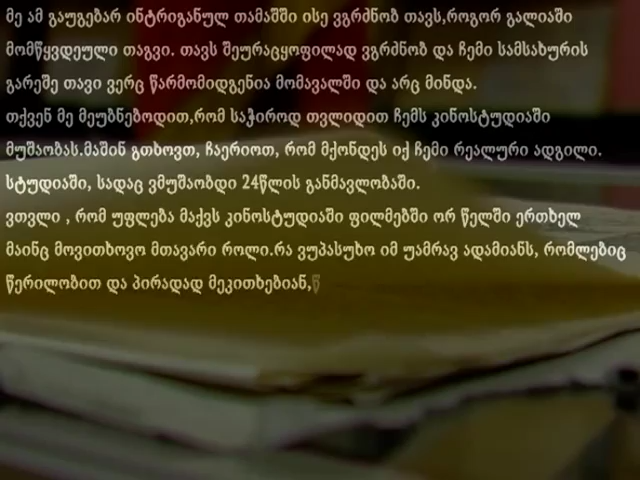 მე ამ გაუგებარ ინტრიგანულ თამაშში ისე ვგრძნობ თავს,როგორ გალიაში
მომწყვდეული თაგვი. თავს შეურაცყოფილად ვგრძნობ და ჩემი სამსახურის
გარეშე თავი ვერც წარმომიდგენია მომავალში და არც მინდა.
თქვენ მე მეუბნებოდით,რომ საჭიროდ თვლიდით ჩემს კინოსტუდიაში
მუშაობას.მაშინ გთხოვთ, ჩაერიოთ, რომ მქონდეს იქ ჩემი რეალური ადგილი.
სტუდიაში, სადაც ვმუშაობდი 24წლის განმავლობაში.
ვთვლი , რომ უფლება მაქვს კინოსტუდიაში ფილმებში ორ წელში ერთხელ
მაინც მოვითხოვო მთავარი როლი.რა ვუპასუხო იმ უამრავ ადამიანს, რომლებიც
წერილობით და პირადად მეკითხებიან,წ